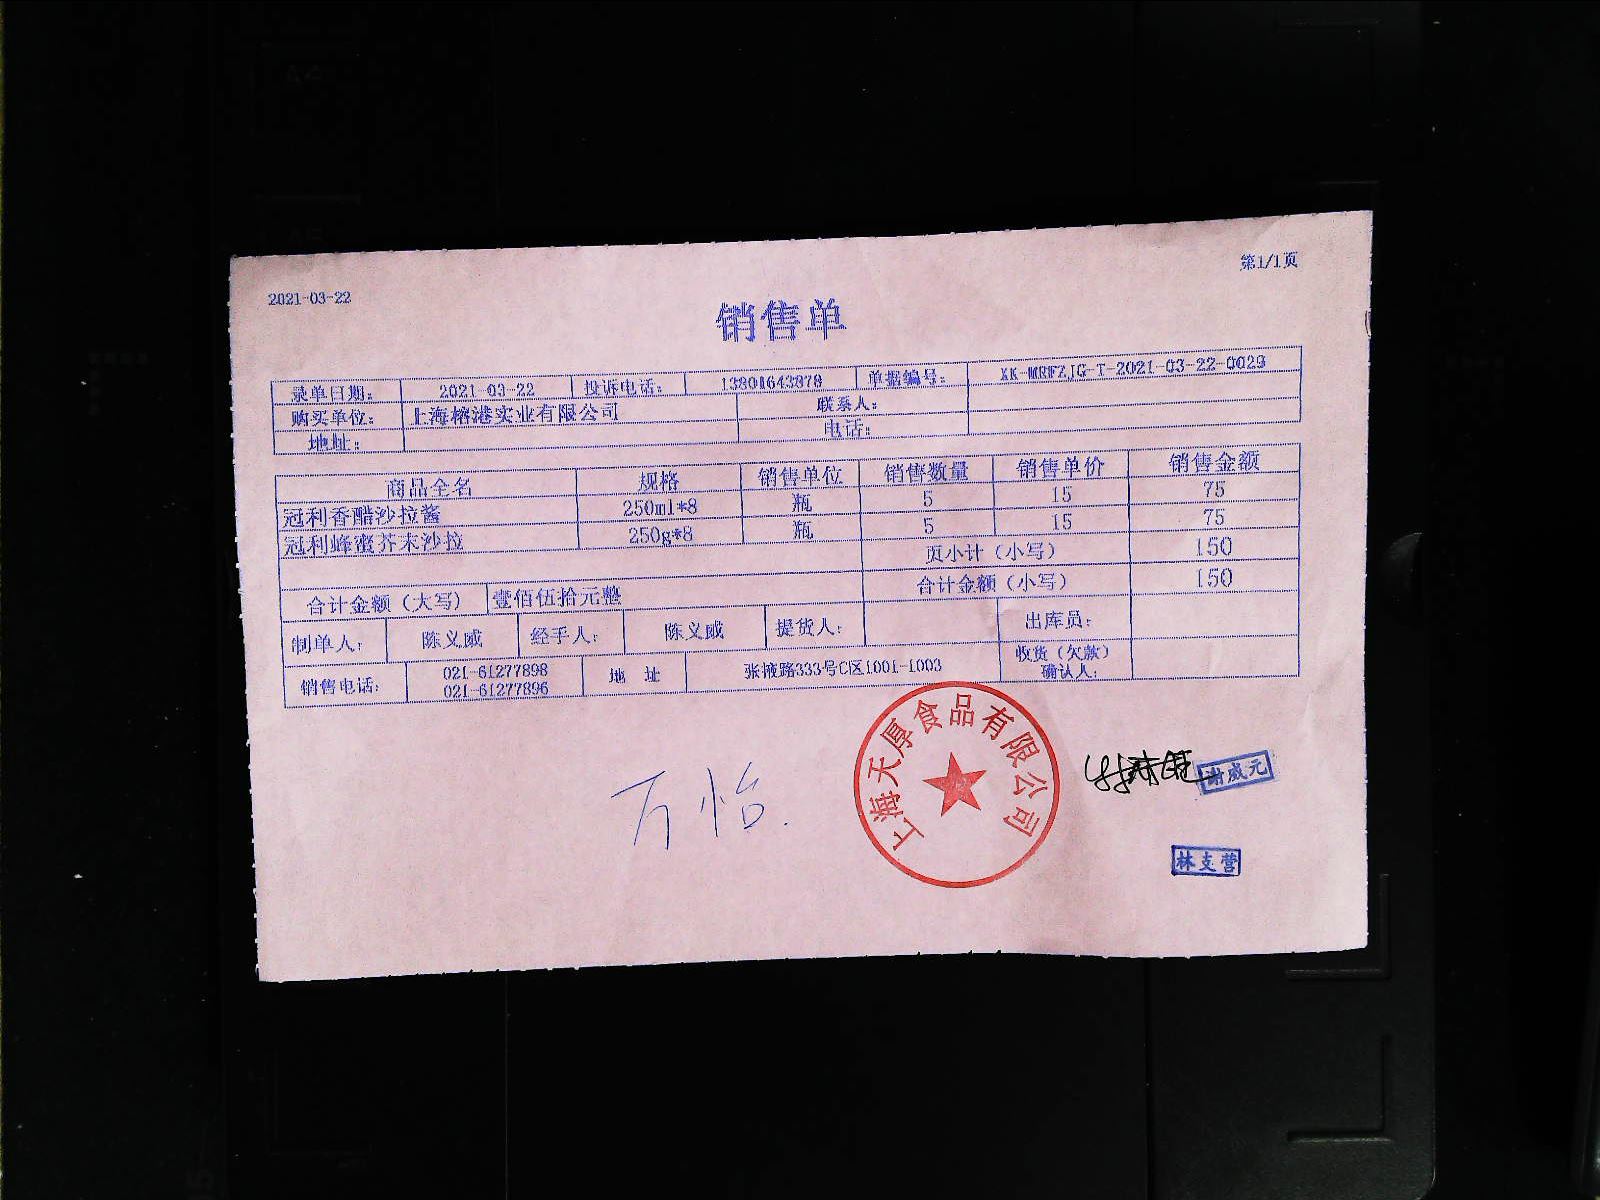 第1/1页
2021-03-22
销售单
录单日期： 2021-03-22 投诉电话： 13801643878 单据编号： XK-MRFZJG-T-2021-03-22-0029
购买单位： 上海榕港实业有限公司 联系人：
地址： 电话：
商品全名 规格 销售单位 销售数量 销售单价 销售金额
冠利香醋沙拉酱 250ml*8 瓶 5 15 75
冠利蜂蜜芥末沙拉 250g*8 瓶 5 15 75
页小计（小写） 150
合计金额（大写） 壹佰伍拾元整 合计金额（小写） 150
制单人： 陈义威 经手人： 陈义威 提货人： 出库员：
销售电话： 021-61277898 021-61277896 地 址 张掖路333号C区1001-1003 收货（欠款）确认人：
上海天厚食品有限公司
万怡.
谢威元
林支营